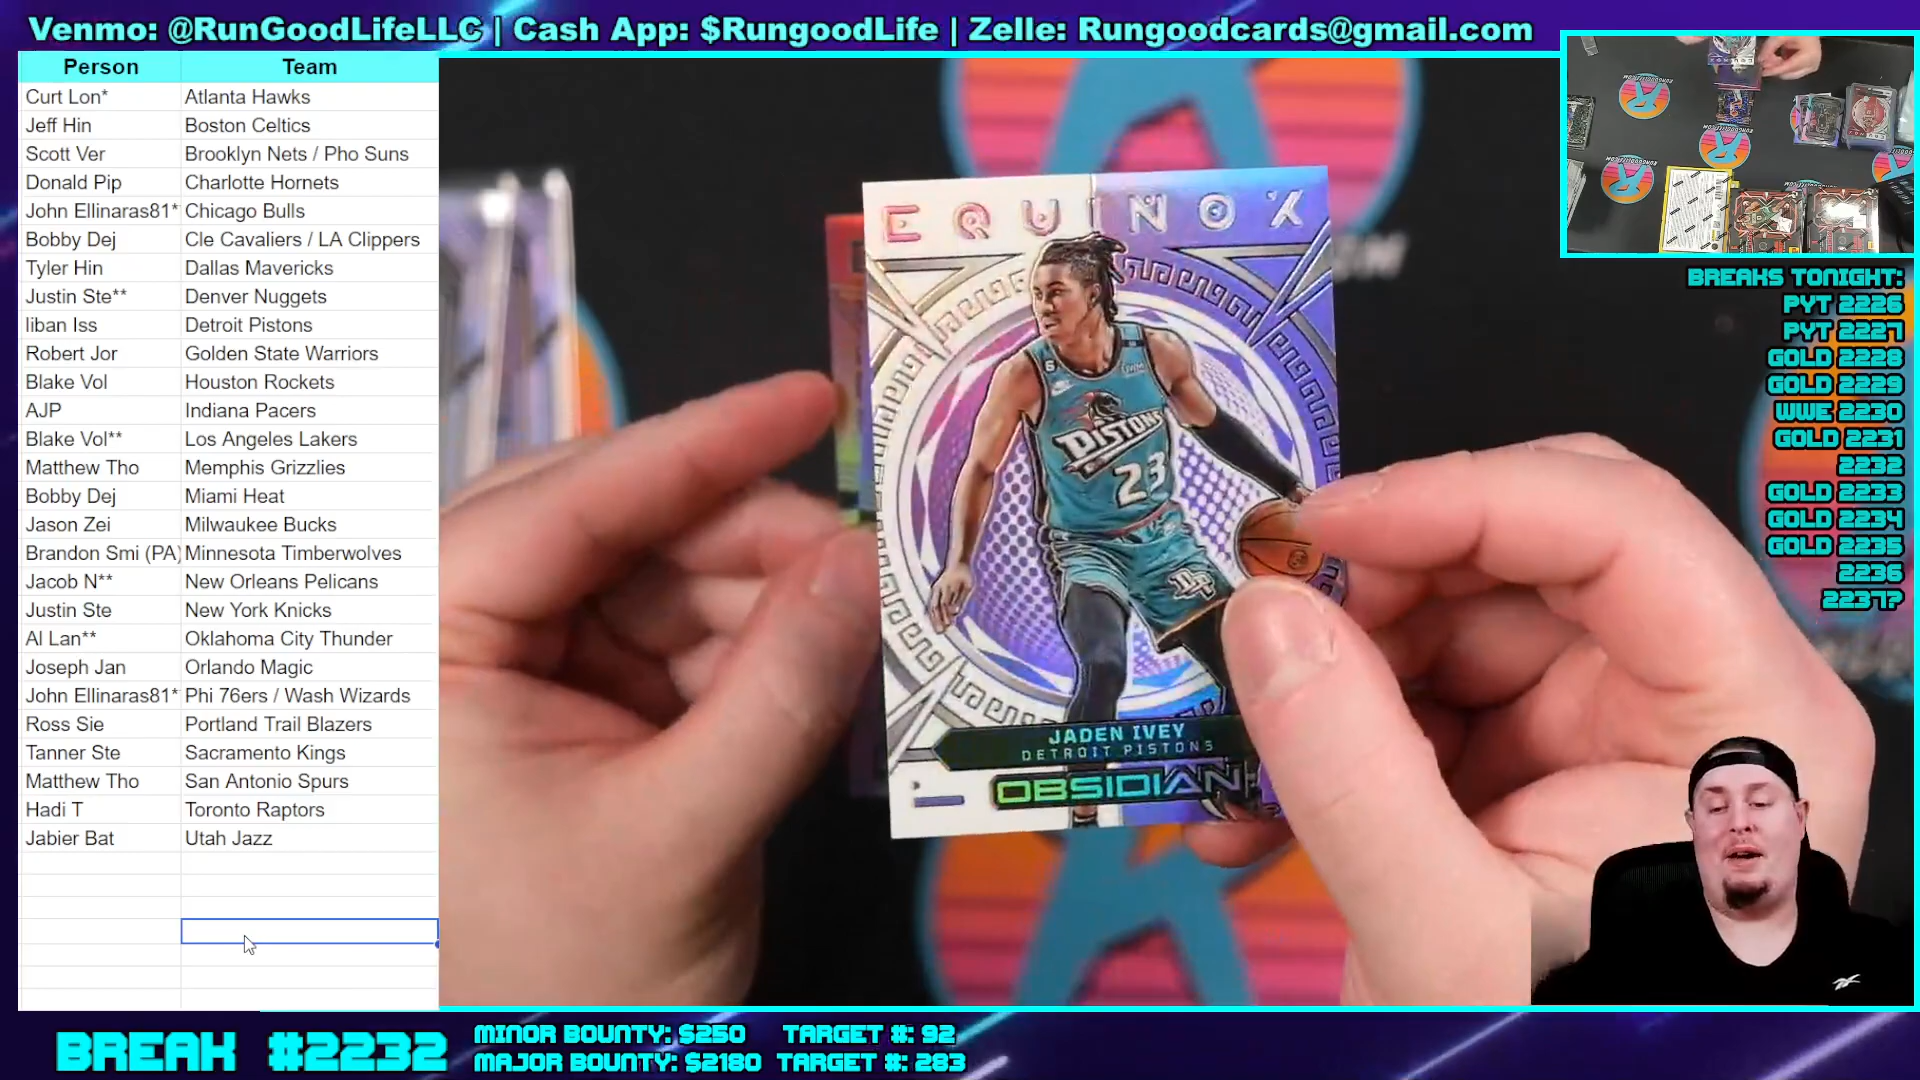 Venmo: @RunGoodLifeLLC | Cash App: $RungoodLife | Zelle: Rungoodcards@gmail.com
Person Team
Curt Lon* Atlanta Hawks
Jeff Hin Boston Celtics
Scott Ver Brooklyn Nets / Pho Suns
Donald Pip Charlotte Hornets
John Ellinaras81* Chicago Bulls
Bobby Dej Cle Cavaliers / LA Clippers
Tyler Hin Dallas Mavericks
Justin Ste** Denver Nuggets
liban Iss Detroit Pistons
Robert Jor Golden State Warriors
Blake Vol Houston Rockets
AJP Indiana Pacers
Blake Vol** Los Angeles Lakers
Matthew Tho Memphis Grizzlies
Bobby Dej Miami Heat
Jason Zei Milwaukee Bucks
Brandon Smi (PA) Minnesota Timberwolves
Jacob N** New Orleans Pelicans
Justin Ste New York Knicks
Al Lan** Oklahoma City Thunder
Joseph Jan Orlando Magic
John Ellinaras81* Phi 76ers / Wash Wizards
Ross Sie Portland Trail Blazers
Tanner Ste Sacramento Kings
Matthew Tho San Antonio Spurs
Hadi T Toronto Raptors
Jabier Bat Utah Jazz
EQUINOX
6
PISTONS
23
JADEN IVEY
DETROIT PISTONS
OBSIDIAN
BREAKS TONIGHT:
PYT 2226
PYT 2227
GOLD 2228
GOLD 2229
WWE 2230
GOLD 2231
2232
GOLD 2233
GOLD 2234
GOLD 2235
2236
2237?
BREAK #2232
MINOR BOUNTY: $250 TARGET #: 92
MAJOR BOUNTY: $2180 TARGET #: 283